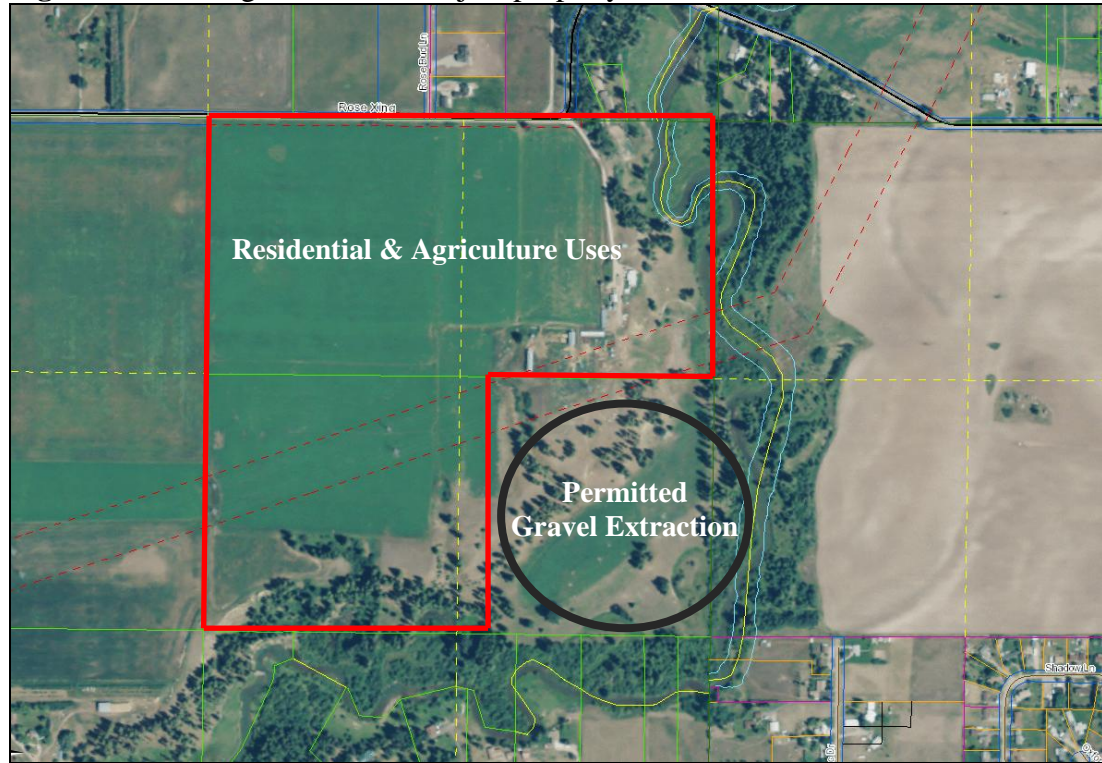 Rose Bud Ln
Rose Xing
Residential & Agriculture Uses
Permitted
Gravel Extraction
Shadow Ln